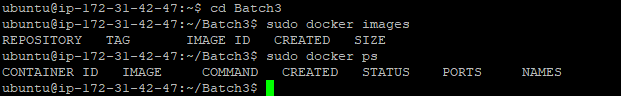 ubuntu@ip-172-31-42-47:~$ cd Batch3
ubuntu@ip-172-31-42-47:~/Batch3$ sudo docker images
REPOSITORY   TAG       IMAGE ID   CREATED   SIZE
ubuntu@ip-172-31-42-47:~/Batch3$ sudo docker ps
CONTAINER ID   IMAGE     COMMAND   CREATED   STATUS    PORTS     NAMES
ubuntu@ip-172-31-42-47:~/Batch3$